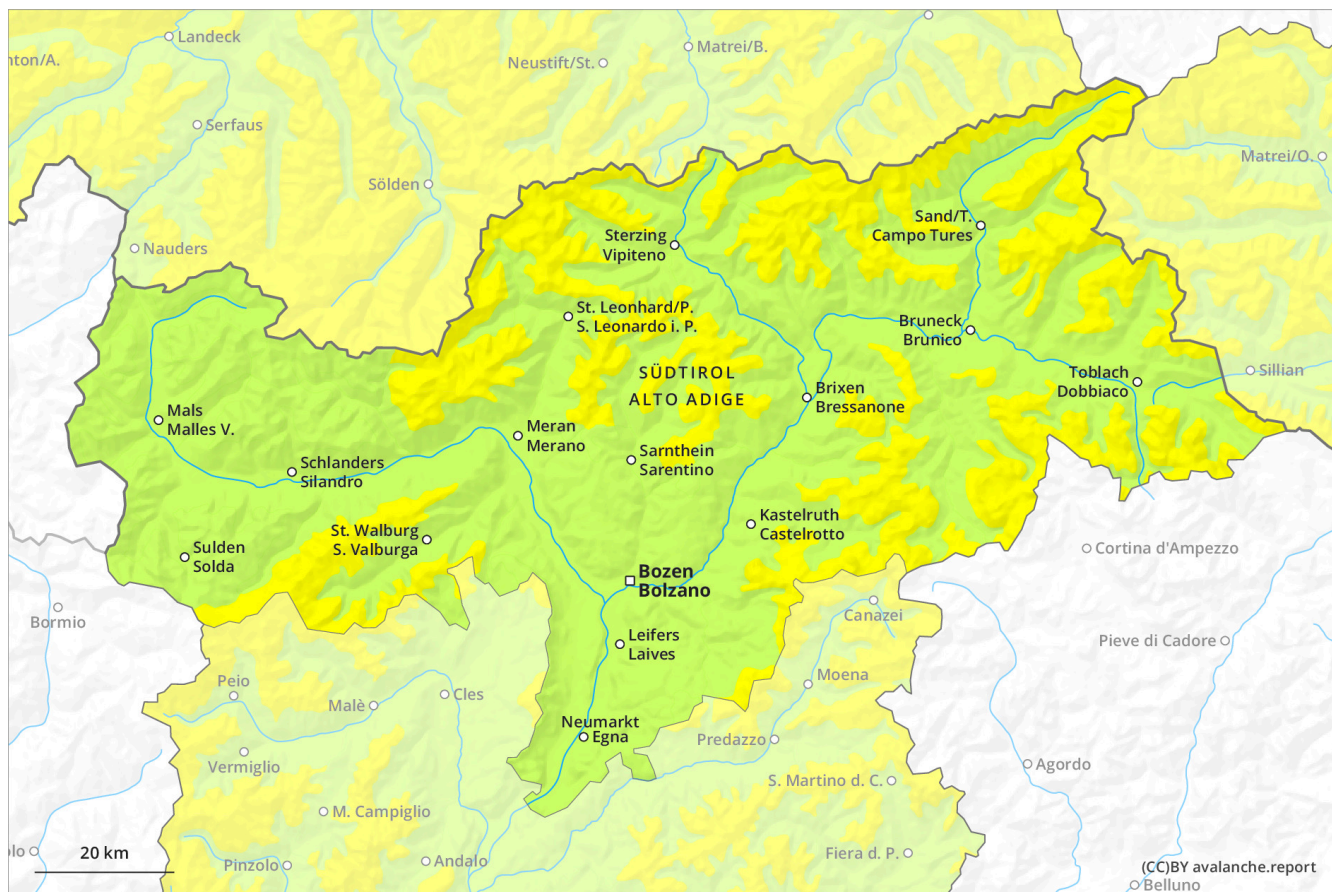 Landeck
nton/A.
Matrei/B.
Neustift/St.
Serfaus
Matrei/O.
Sölden
Sand/T.
Campo Tures
Sterzing
Vipiteno
Nauders
St. Leonhard/P.
S. Leonardo i. P.
Bruneck
Brunico
SÜDTIROL
ALTO ADIGE
Toblach
Dobbiaco
Sillian
Brixen
Bressanone
Mals
Malles V.
Meran
Merano
Sarnthein
Sarentino
Schlanders
Silandro
Kastelruth
Castelrotto
St. Walburg
S. Valburga
Sulden
Solda
Cortina d'Ampezzo
Bozen
Bolzano
Bormio
Canazei
Leifers
Laives
Pieve di Cadore
Peio
Moena
Malè
Cles
Neumarkt
Egna
Predazzo
Vermiglio
Agordo
S. Martino d. C.
M. Campiglio
olo
20 km
Pinzolo
Andalo
Fiera d. P.
(CC)BY avalanche.report
Belluno